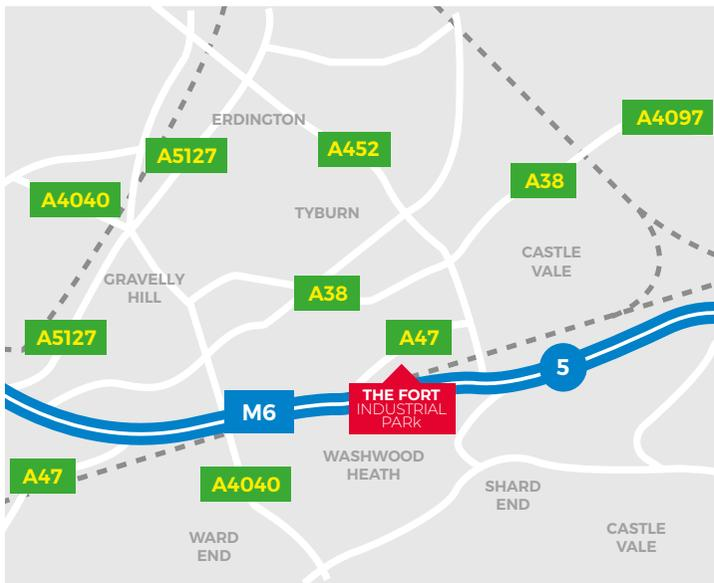 A4097
ERDINGTON
A452
A5127
A38
A4040
TYBURN
CASTLE
VALE
GRAVELLY
HILL
A38
A5127
A47
5
THE FORT
INDUSTRIAL
PARK
M6
WASHWOOD
HEATH
A47
A4040
SHARD
END
WARD
END
CASTLE
VALE